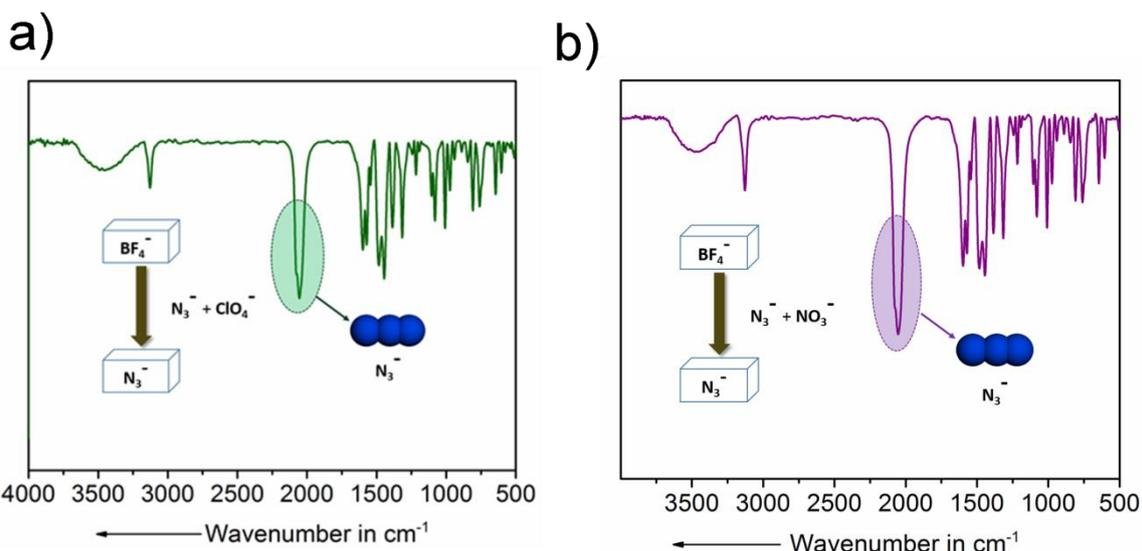 a)
BF₄⁻
N₃⁻ + ClO₄⁻
N₃⁻
N₃⁻
4000 3500 3000 2500 2000 1500 1000 500
Wavenumber in cm⁻¹
b)
BF₄⁻
N₃⁻ + NO₃⁻
N₃⁻
N₃⁻
3500 3000 2500 2000 1500 1000 500
Wavenumber in cm⁻¹